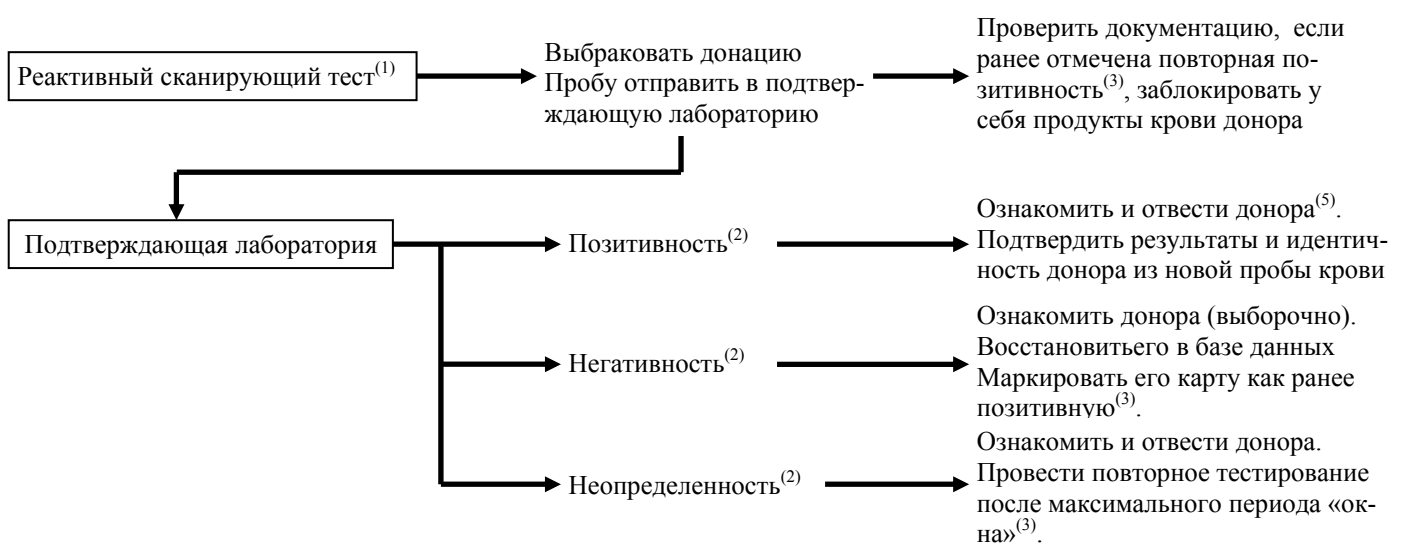 Реактивный сканирующий тест(1)
Выбраковать донацию
Пробу отправить в подтвер-
ждающую лабораторию
Проверить документацию, если
ранее отмечена повторная по-
зитивность(3), заблокировать у
себя продукты крови донора
Подтверждающая лаборатория
Позитивность(2)
Ознакомить и отвести донора(5).
Подтвердить результаты и идентич-
ность донора из новой пробы крови
Негативность(2)
Ознакомить донора (выборочно).
Восстановитьего в базе данных
Маркировать его карту как ранее
позитивную(3).
Неопределенность(2)
Ознакомить и отвести донора.
Провести повторное тестирование
после максимального периода «ок-
на»(3).